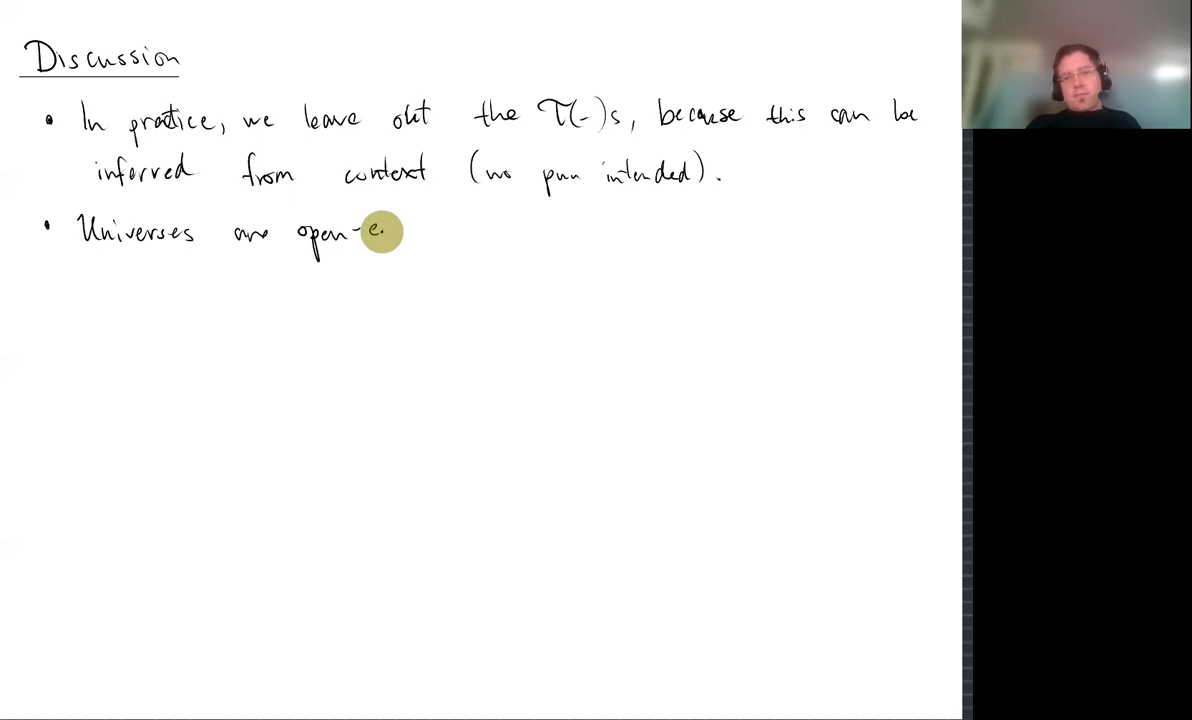 Discussion
• In practice, we leave out the T(-)s, because this can be
inferred from context (no pun intended).
• Universes are open-e